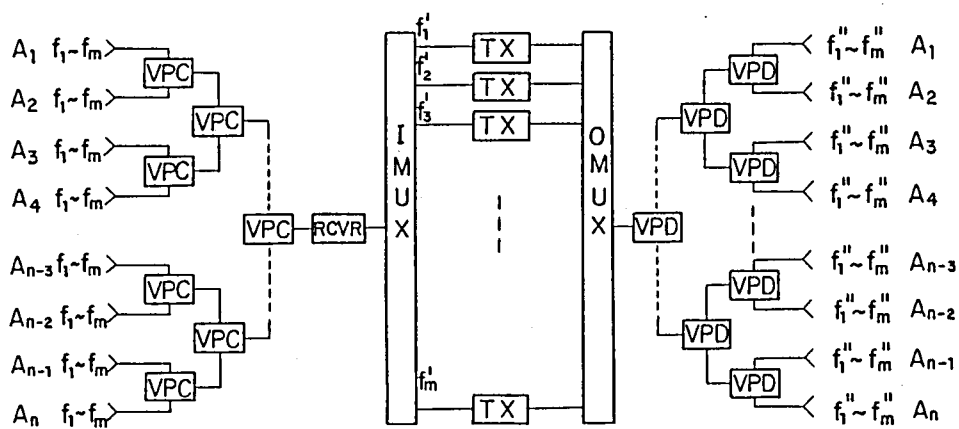 A₁ f₁~fₘ
VPC
A₂ f₁~fₘ
VPC
A₃ f₁~fₘ
VPC
A₄ f₁~fₘ
VPC
RCVR
Aₙ₋₃ f₁~fₘ
VPC
Aₙ₋₂ f₁~fₘ
VPC
Aₙ₋₁ f₁~fₘ
VPC
Aₙ f₁~fₘ
IMUX
f₁'
f₂'
f₃'
fₘ'
TX
TX
TX
TX
OMUX
VPD
f₁''~fₘ'' A₁
VPD
f₁''~fₘ'' A₂
VPD
f₁''~fₘ'' A₃
VPD
f₁''~fₘ'' A₄
f₁''~fₘ'' Aₙ₋₃
VPD
f₁''~fₘ'' Aₙ₋₂
VPD
f₁''~fₘ'' Aₙ₋₁
VPD
f₁''~fₘ'' Aₙ